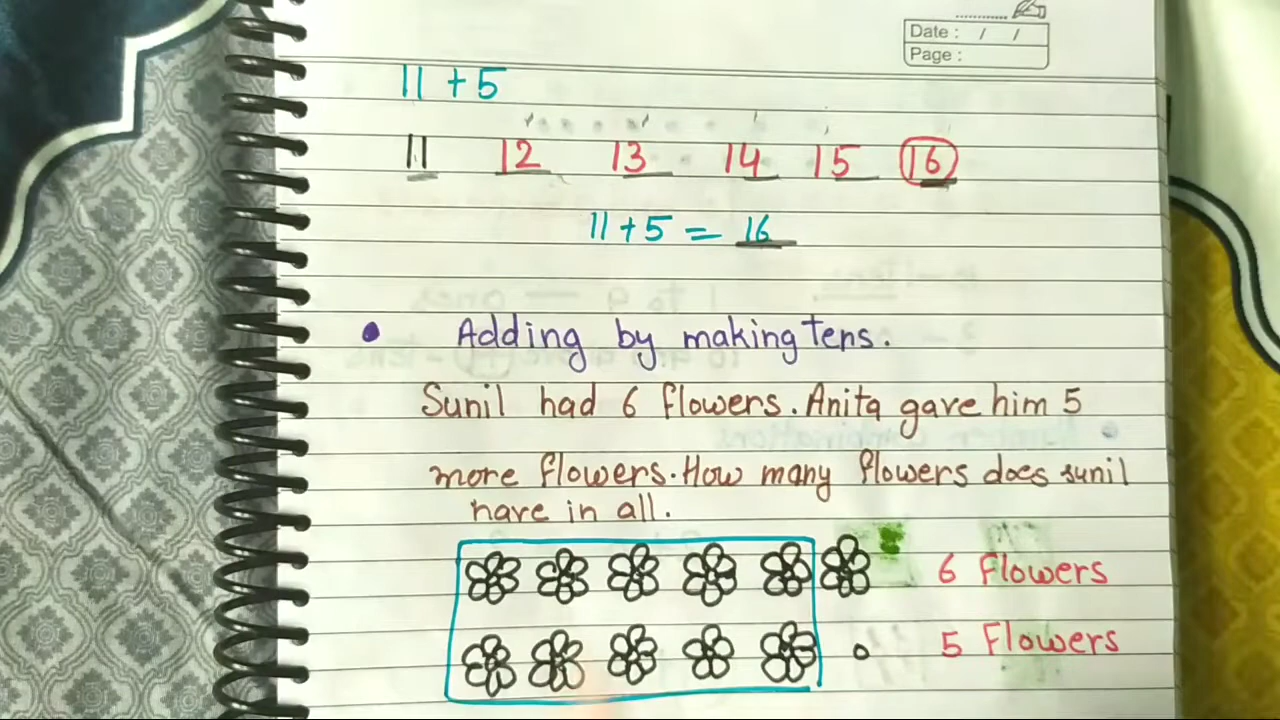 Date : / /
Page :
11 + 5
11 12 13 14 15 16
11 + 5 = 16
• Adding by making tens.
Sunil had 6 flowers. Anita gave him 5
more flowers. How many flowers does sunil
have in all.
6 Flowers
5 Flowers